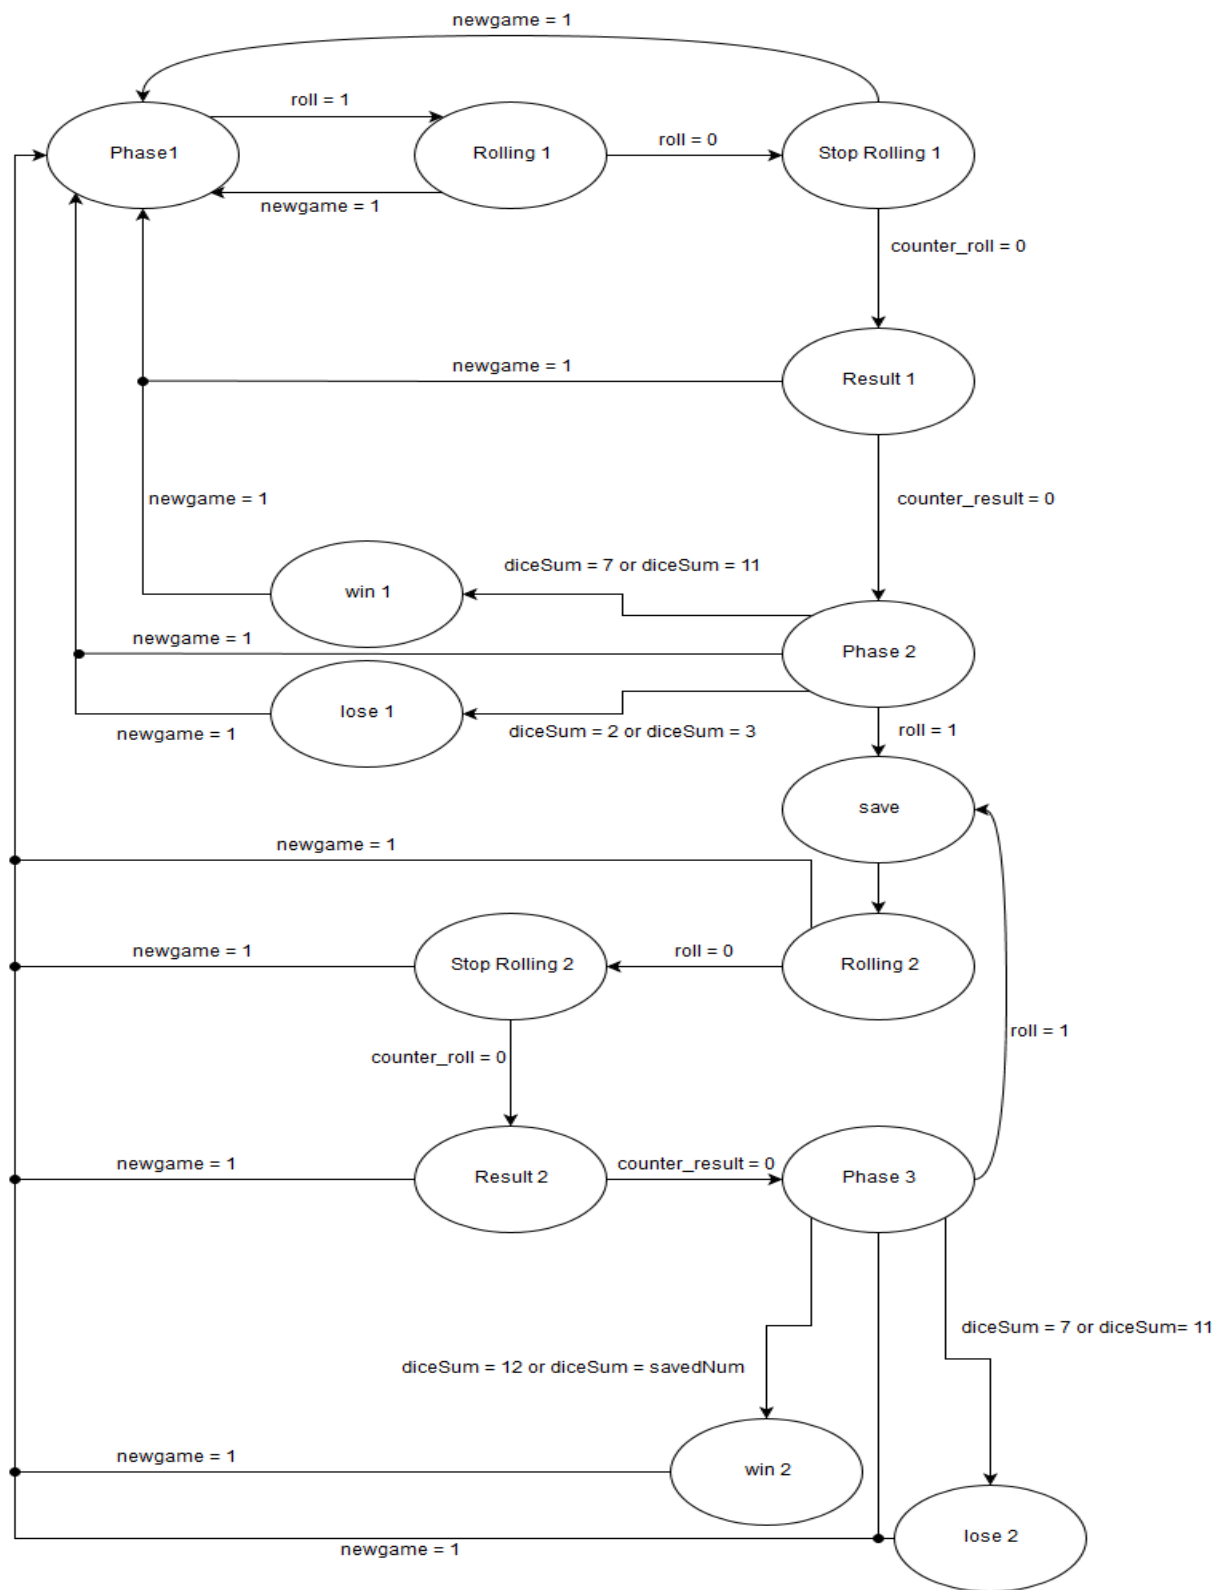 newgame = 1
roll = 1
Phase1
Rolling 1
roll = 0
Stop Rolling 1
newgame = 1
counter_roll = 0
newgame = 1
Result 1
newgame = 1
counter_result = 0
diceSum = 7 or diceSum = 11
win 1
newgame = 1
Phase 2
lose 1
newgame = 1
diceSum = 2 or diceSum = 3
roll = 1
save
newgame = 1
newgame = 1
Stop Rolling 2
roll = 0
Rolling 2
roll = 1
counter_roll = 0
newgame = 1
Result 2
counter_result = 0
Phase 3
diceSum = 7 or diceSum= 11
diceSum = 12 or diceSum = savedNum
newgame = 1
win 2
newgame = 1
lose 2